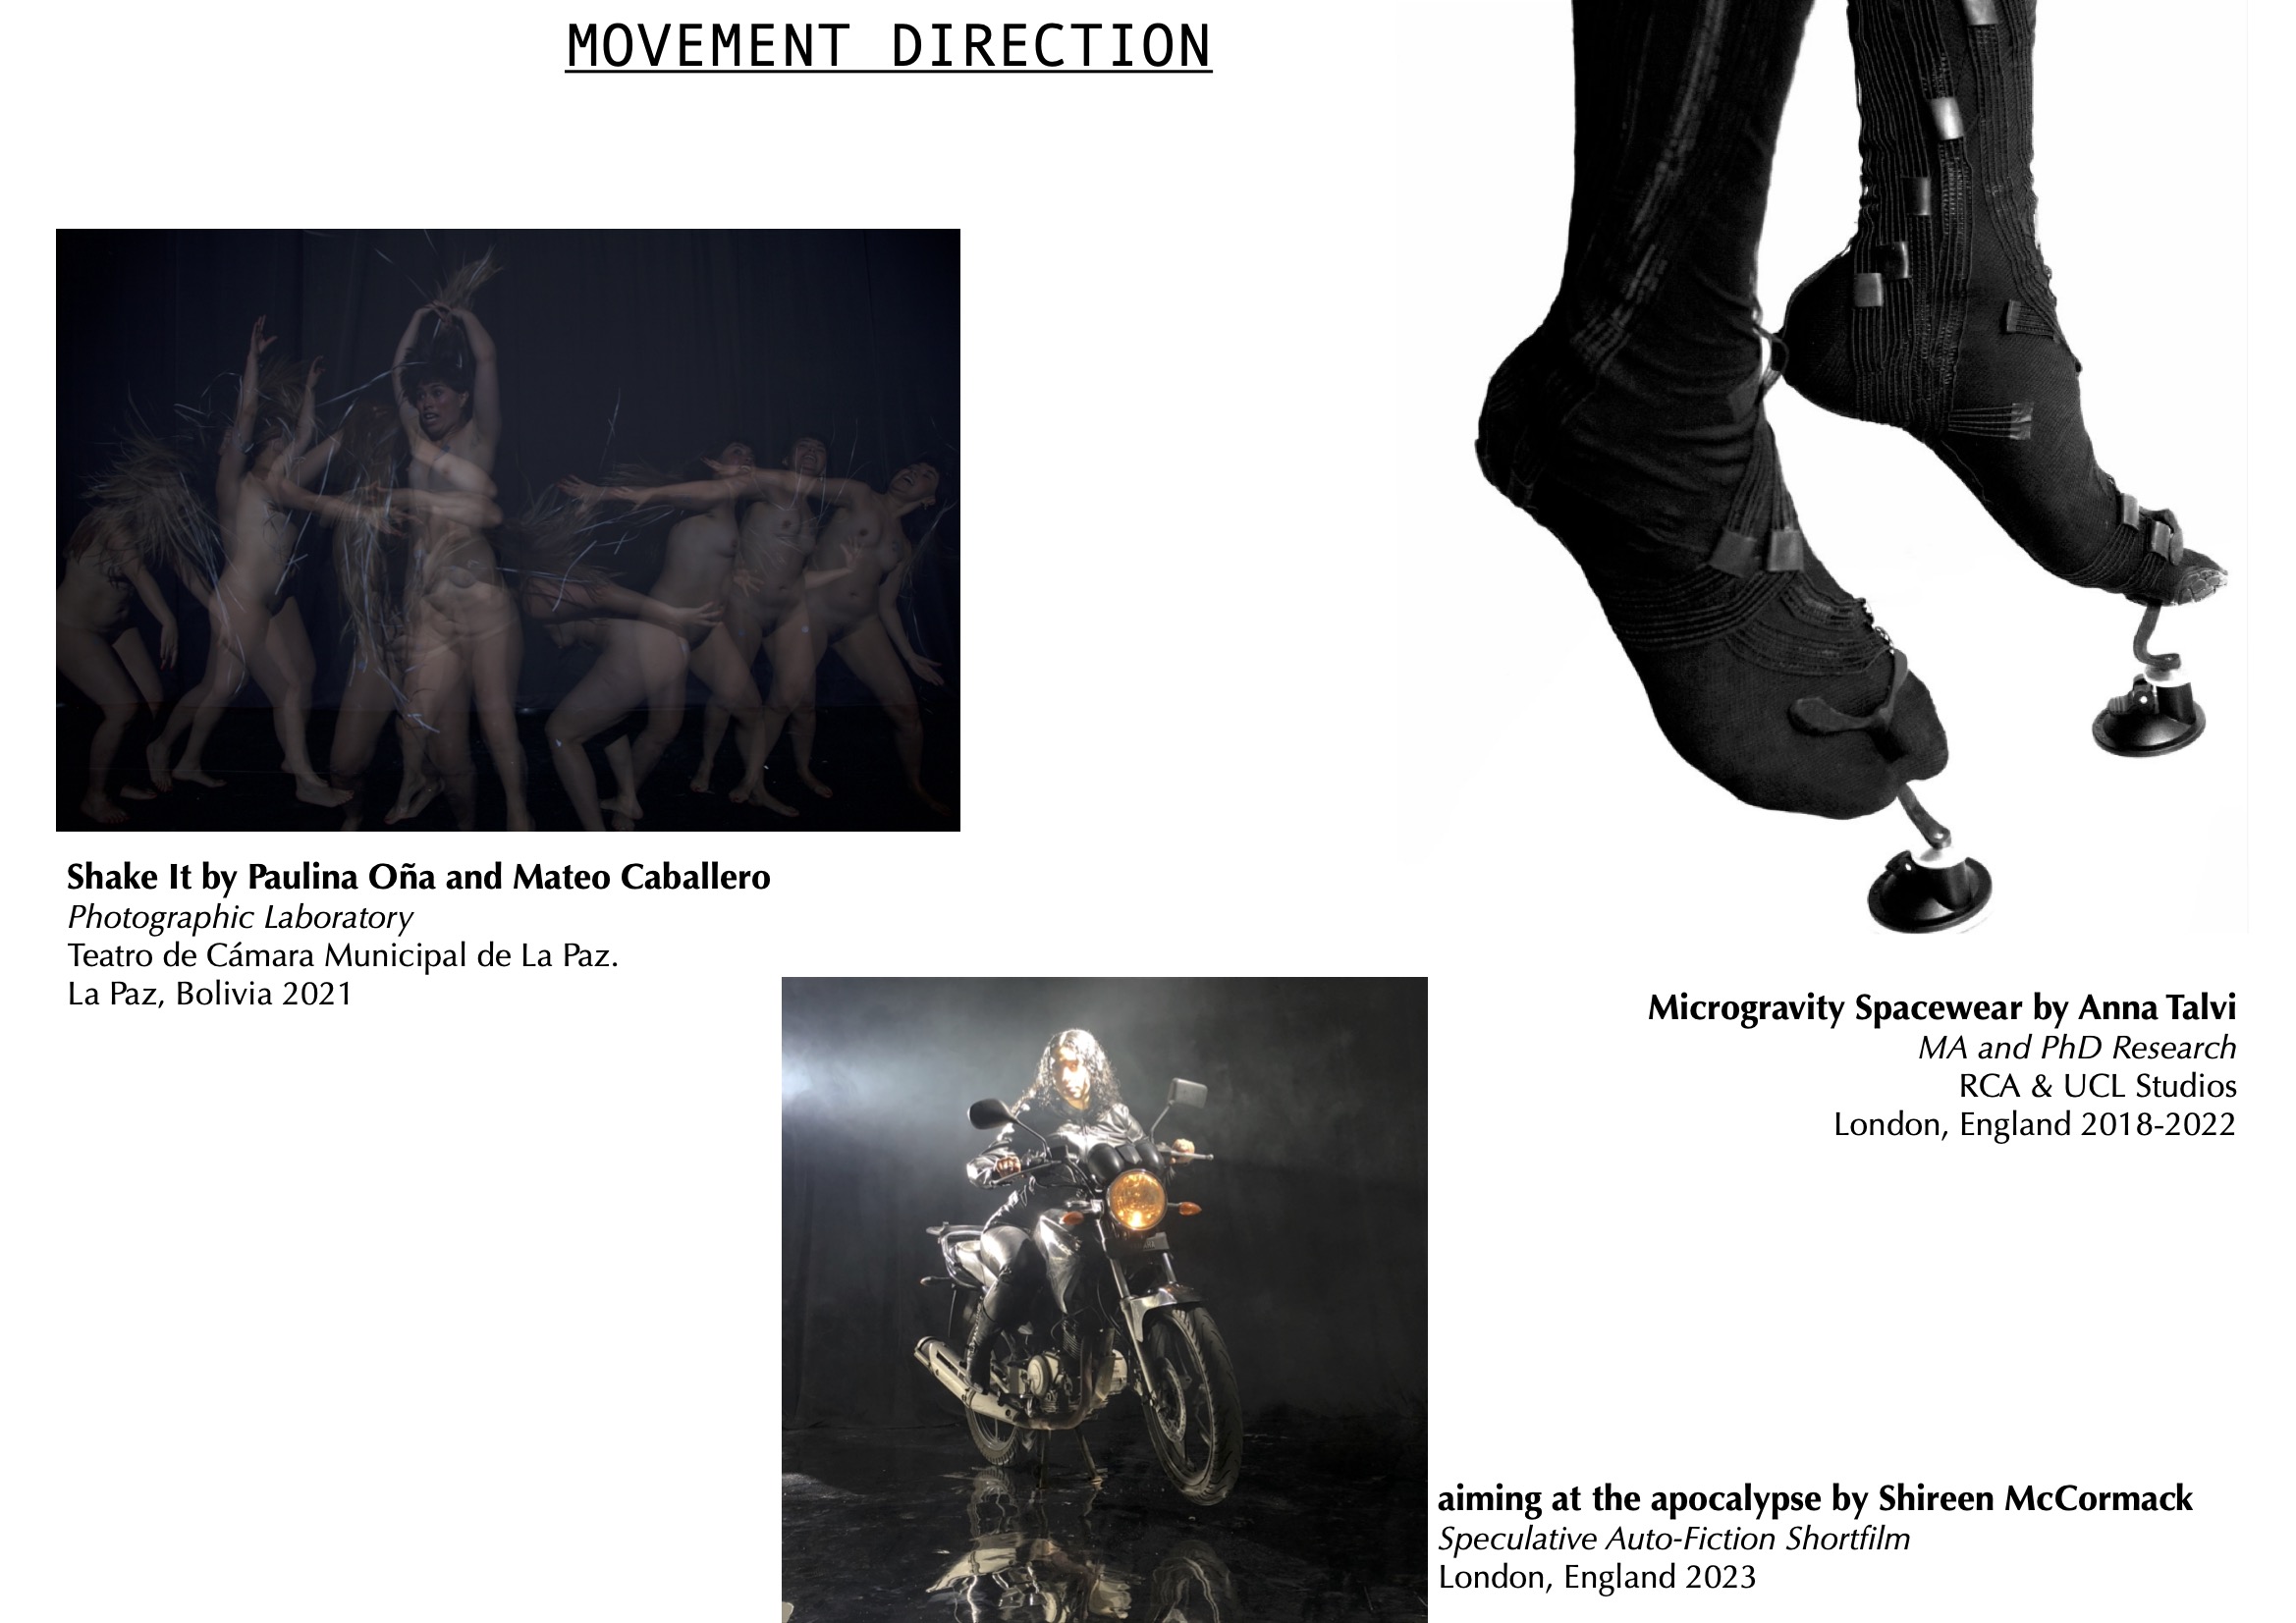 MOVEMENT DIRECTION
Shake It by Paulina Oña and Mateo Caballero
Photographic Laboratory
Teatro de Cámara Municipal de La Paz.
La Paz, Bolivia 2021
Microgravity Spacewear by Anna Talvi
MA and PhD Research
RCA & UCL Studios
London, England 2018-2022
aiming at the apocalypse by Shireen McCormack
Speculative Auto-Fiction Shortfilm
London, England 2023